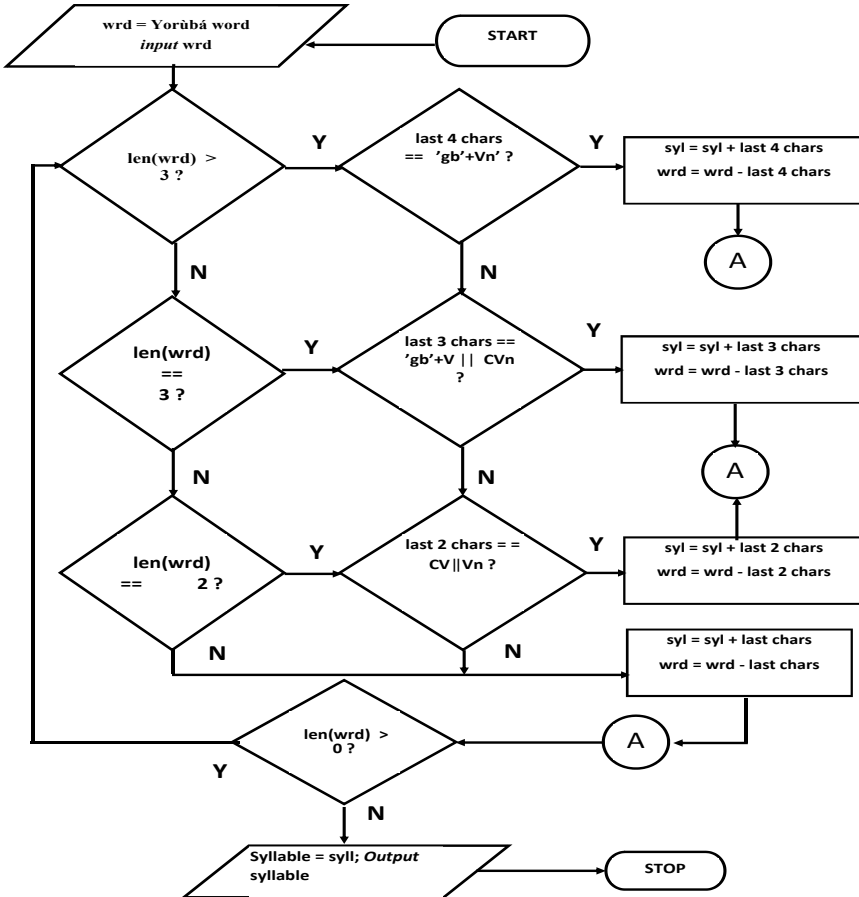 wrd = Yorùbá word
input wrd
START
len(wrd) >
3 ?
Y
last 4 chars
== 'gb'+Vn' ?
Y
syl = syl + last 4 chars
wrd = wrd - last 4 chars
A
N
N
len(wrd)
==
3 ?
Y
last 3 chars ==
'gb'+V || CVn
?
Y
syl = syl + last 3 chars
wrd = wrd - last 3 chars
A
N
N
len(wrd)
== 2 ?
Y
last 2 chars = =
CV||Vn ?
Y
syl = syl + last 2 chars
wrd = wrd - last 2 chars
N
N
syl = syl + last chars
wrd = wrd - last chars
len(wrd) >
0 ?
A
Y
N
Syllable = syll; Output
syllable
STOP